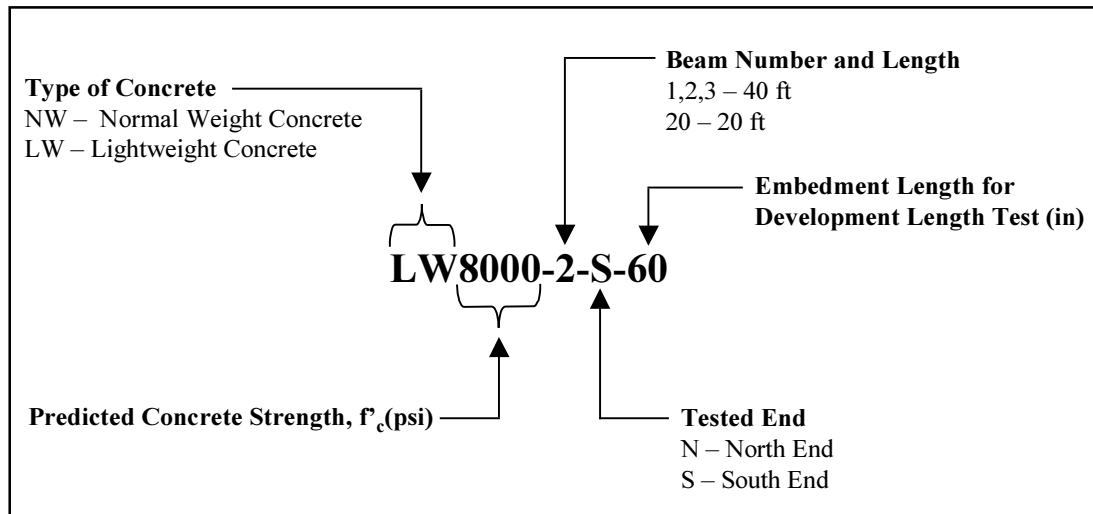 Type of Concrete
NW – Normal Weight Concrete
LW – Lightweight Concrete
Beam Number and Length
1,2,3 – 40 ft
20 – 20 ft
Embedment Length for
Development Length Test (in)
LW8000-2-S-60
Predicted Concrete Strength, f’c(psi)
Tested End
N – North End
S – South End